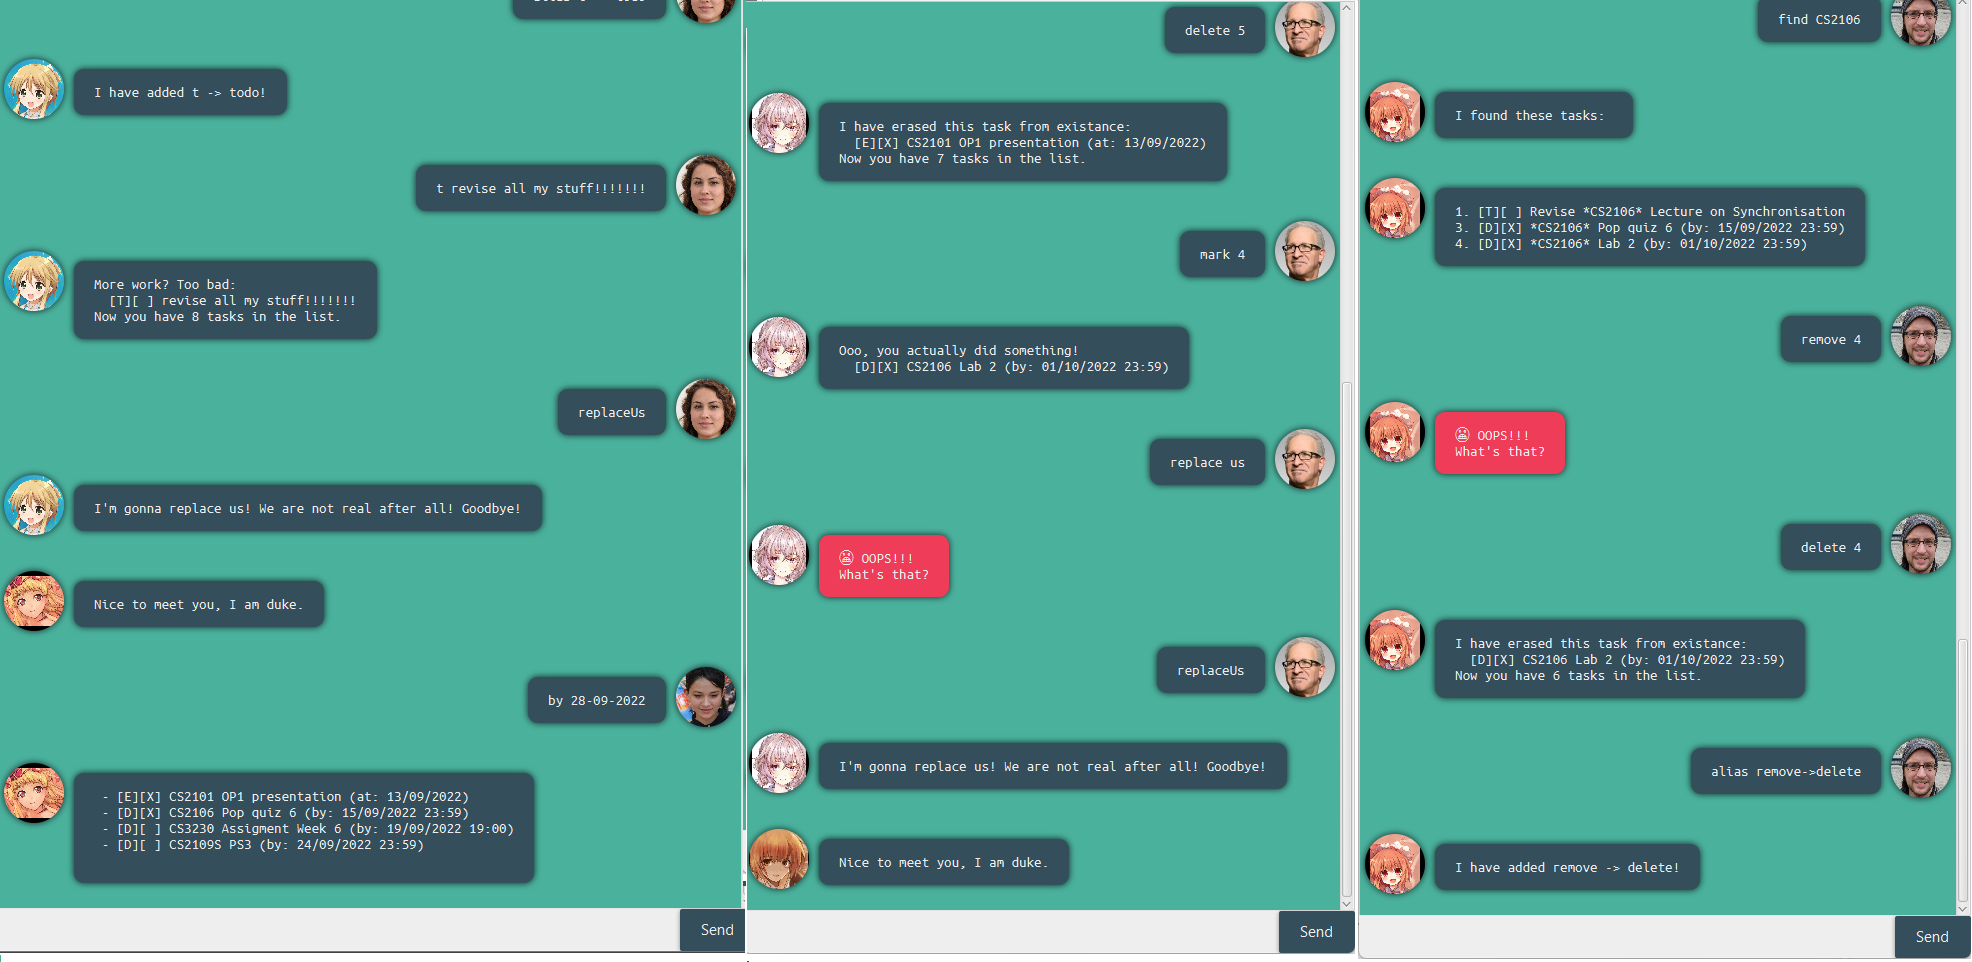 I have added t -> todo!
t revise all my stuff!!!!!!!
More work? Too bad:
[T][ ] revise all my stuff!!!!!!!
Now you have 8 tasks in the list.
replaceUs
I'm gonna replace us! We are not real after all! Goodbye!
Nice to meet you, I am duke.
by 28-09-2022
- [E][X] CS2101 OP1 presentation (at: 13/09/2022)
- [D][X] CS2106 Pop quiz 6 (by: 15/09/2022 23:59)
- [D][ ] CS3230 Assigment Week 6 (by: 19/09/2022 19:00)
- [D][ ] CS2109S PS3 (by: 24/09/2022 23:59)
Send
delete 5
I have erased this task from existance:
[E][X] CS2101 OP1 presentation (at: 13/09/2022)
Now you have 7 tasks in the list.
mark 4
Ooo, you actually did something!
[D][X] CS2106 Lab 2 (by: 01/10/2022 23:59)
replace us
😭 OOPS!!!
What's that?
replaceUs
I'm gonna replace us! We are not real after all! Goodbye!
Nice to meet you, I am duke.
Send
find CS2106
I found these tasks:
1. [T][ ] Revise *CS2106* Lecture on Synchronisation
3. [D][X] *CS2106* Pop quiz 6 (by: 15/09/2022 23:59)
4. [D][X] *CS2106* Lab 2 (by: 01/10/2022 23:59)
remove 4
😭 OOPS!!!
What's that?
delete 4
I have erased this task from existance:
[D][X] CS2106 Lab 2 (by: 01/10/2022 23:59)
Now you have 6 tasks in the list.
alias remove->delete
I have added remove -> delete!
Send